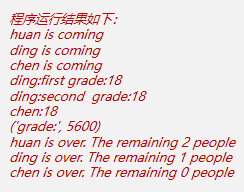 程序运行结果如下:
huan is coming
ding is coming
chen is coming
ding:first grade:18
ding:second  grade:18
chen:18
('grade:', 5600)
huan is over. The remaining 2 people
ding is over. The remaining 1 people
chen is over. The remaining 0 people